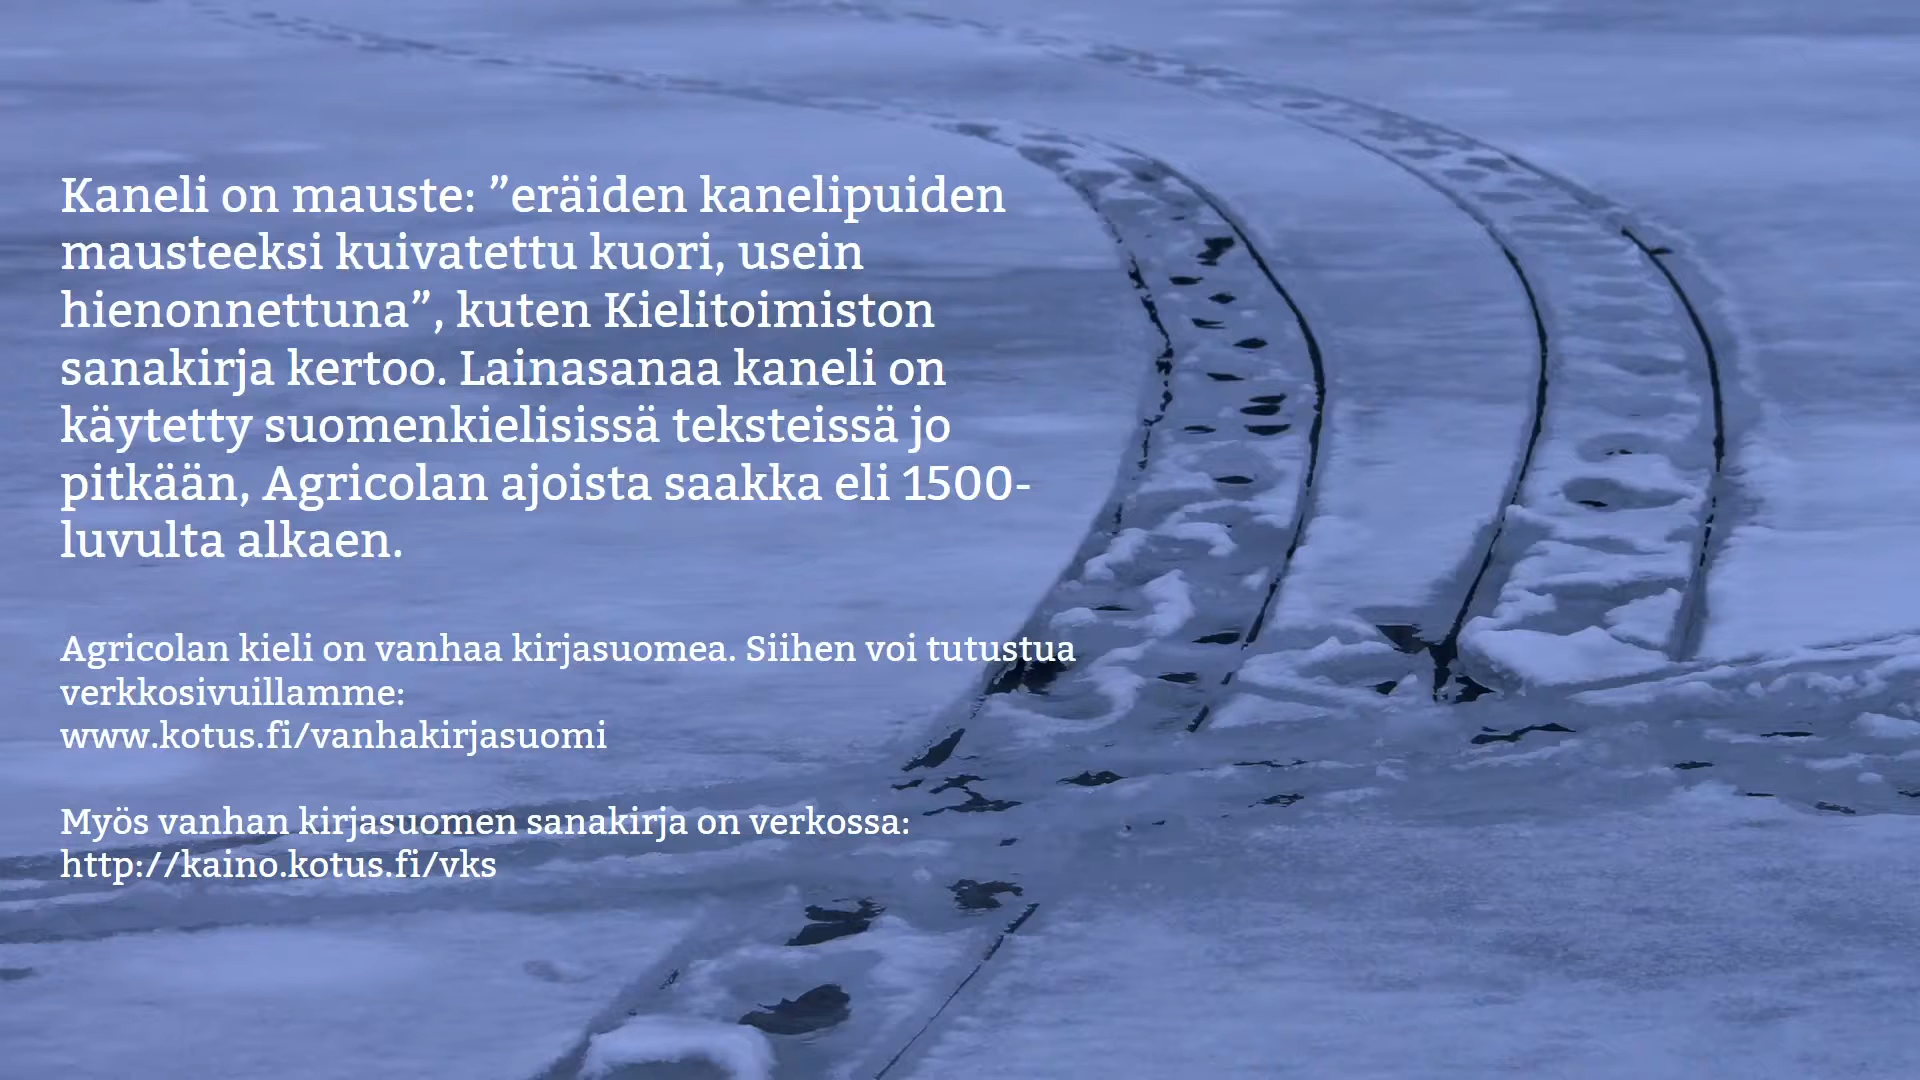 Kaneli on mauste: ”eräiden kanelipuiden
mausteeksi kuivatettu kuori, usein
hienonnettuna”, kuten Kielitoimiston
sanakirja kertoo. Lainasanaa kaneli on
käytetty suomenkielisissä teksteissä jo
pitkään, Agricolan ajoista saakka eli 1500-
luvulta alkaen.
Agricolan kieli on vanhaa kirjasuomea. Siihen voi tutustua
verkkosivuillamme:
www.kotus.fi/vanhakirjasuomi
Myös vanhan kirjasuomen sanakirja on verkossa:
http://kaino.kotus.fi/vks